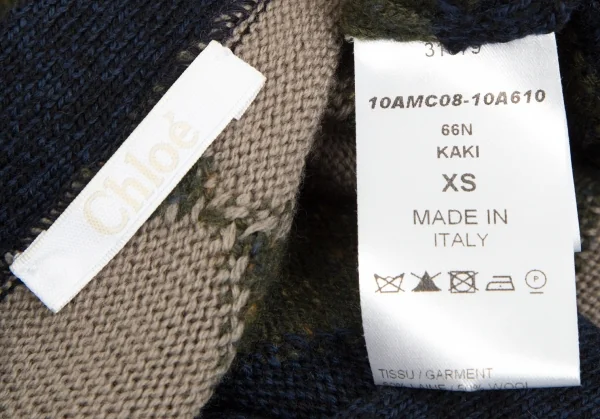 Chloé
10AMC08-10A610
66N
KAKI
XS
MADE IN
ITALY
P
TISSU / GARMENT